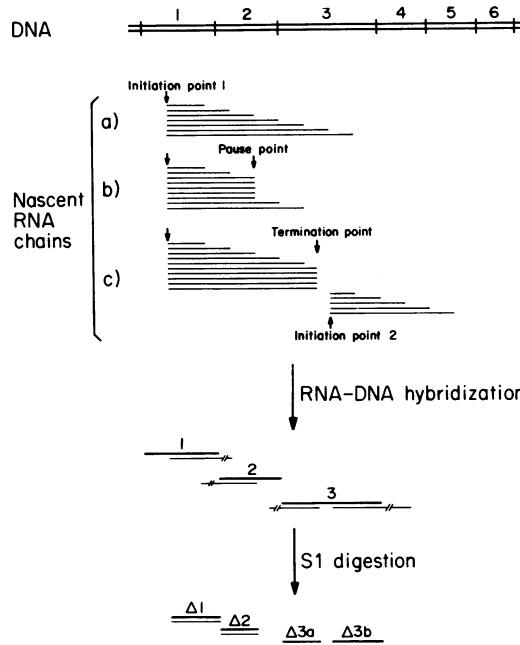 DNA 1 2 3 4 5 6
Initiation point 1
a)
Pause point
b)
Nascent
RNA
chains
Termination point
c)
Initiation point 2
RNA-DNA hybridization
1
2
3
S1 digestion
Δ1
Δ2
Δ3a Δ3b